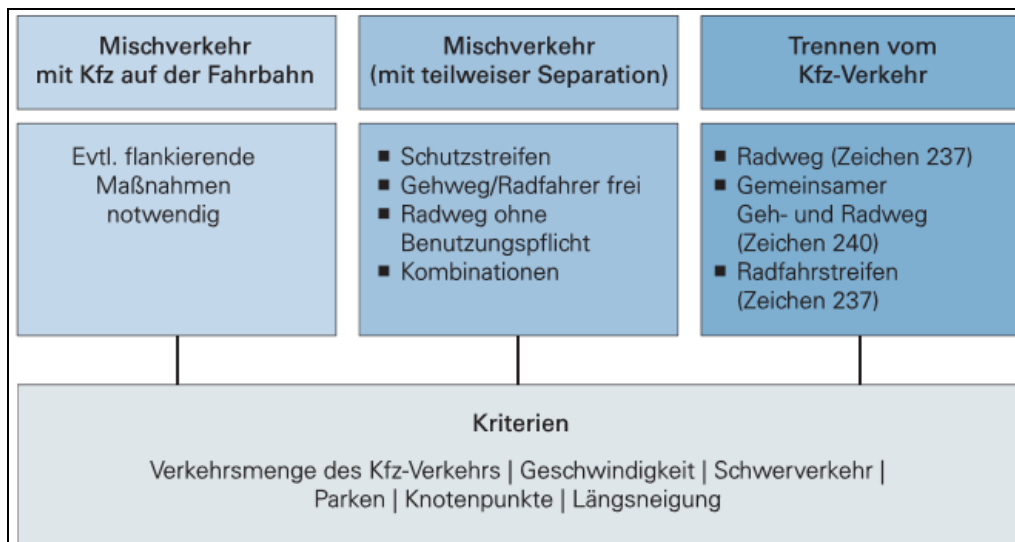 Mischverkehr
mit Kfz auf der Fahrbahn
Evtl. flankierende
Maßnahmen
notwendig
Mischverkehr
(mit teilweiser Separation)
■ Schutzstreifen
■ Gehweg/Radfahrer frei
■ Radweg ohne
Benutzungspflicht
■ Kombinationen
Trennen vom
Kfz-Verkehr
■ Radweg (Zeichen 237)
■ Gemeinsamer
Geh- und Radweg
(Zeichen 240)
■ Radfahrstreifen
(Zeichen 237)
Kriterien
Verkehrsmenge des Kfz-Verkehrs | Geschwindigkeit | Schwerverkehr |
Parken | Knotenpunkte | Längsneigung